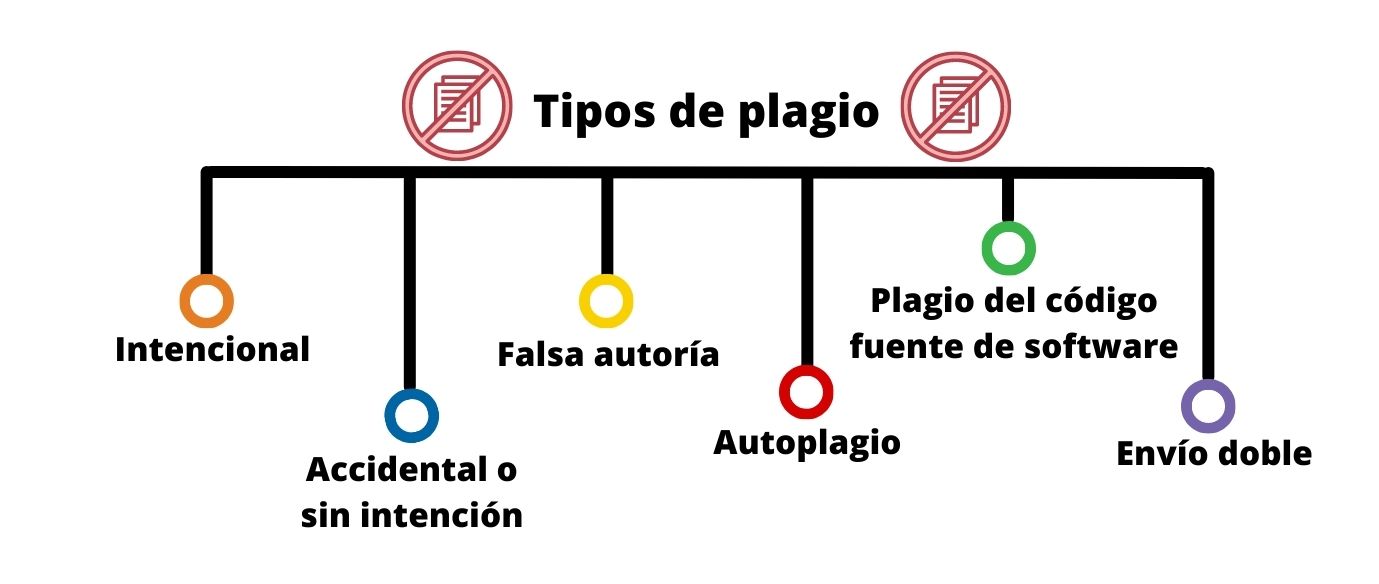 Tipos de plagio
Intencional
Accidental o
sin intención
Falsa autoría
Autoplagio
Plagio del código
fuente de software
Envío doble